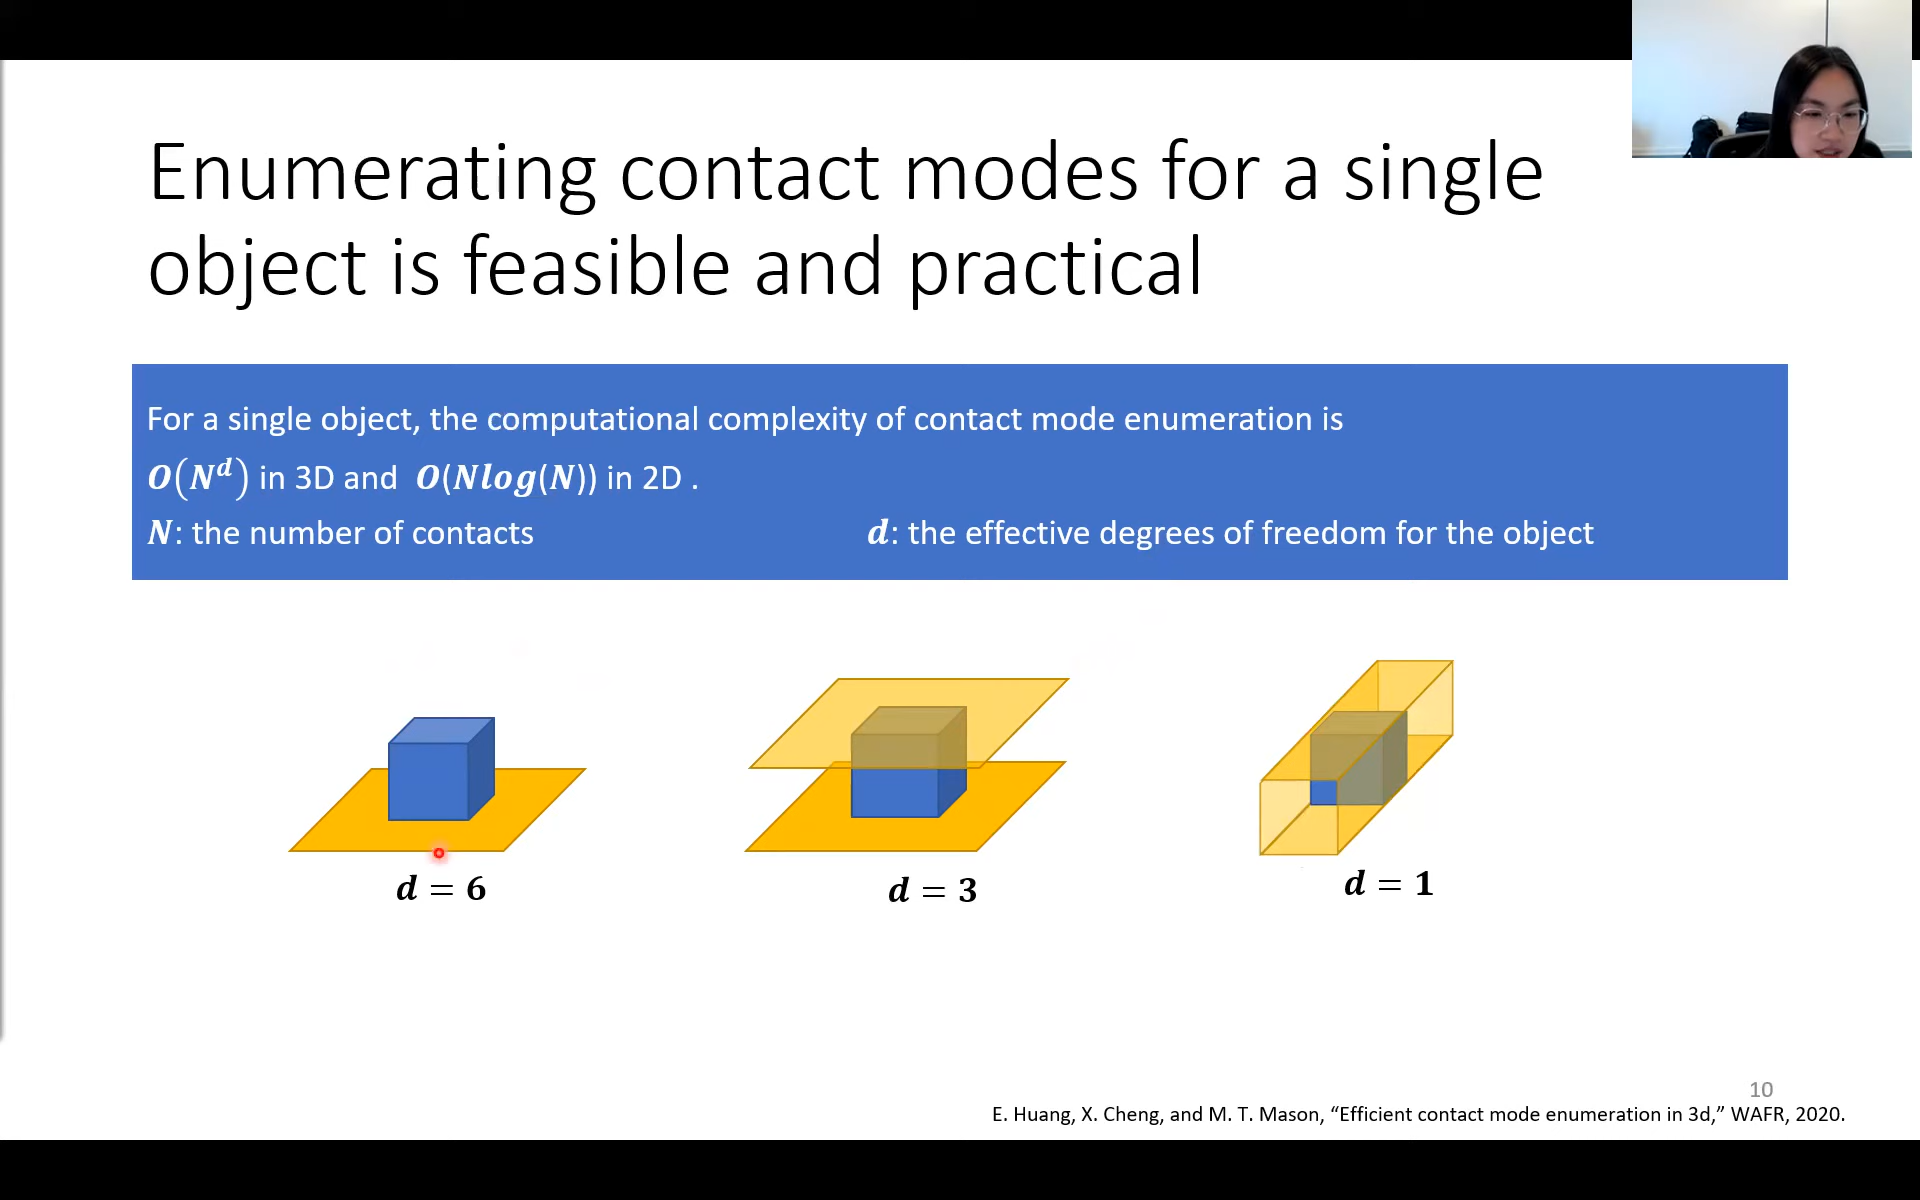 Enumerating contact modes for a single
object is feasible and practical
For a single object, the computational complexity of contact mode enumeration is
O(N^d) in 3D and O(Nlog(N)) in 2D .
N: the number of contacts d: the effective degrees of freedom for the object
d = 6 d = 3 d = 1
10
E. Huang, X. Cheng, and M. T. Mason, “Efficient contact mode enumeration in 3d,” WAFR, 2020.